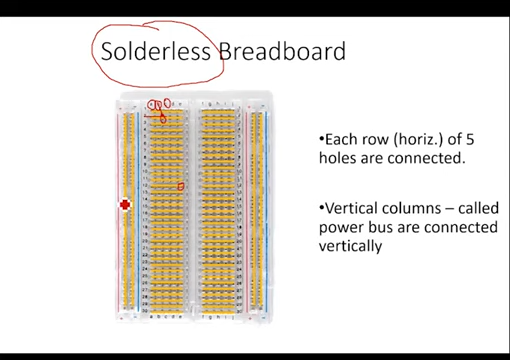 Solderless Breadboard
•Each row (horiz.) of 5
holes are connected.
•Vertical columns – called
power bus are connected
vertically